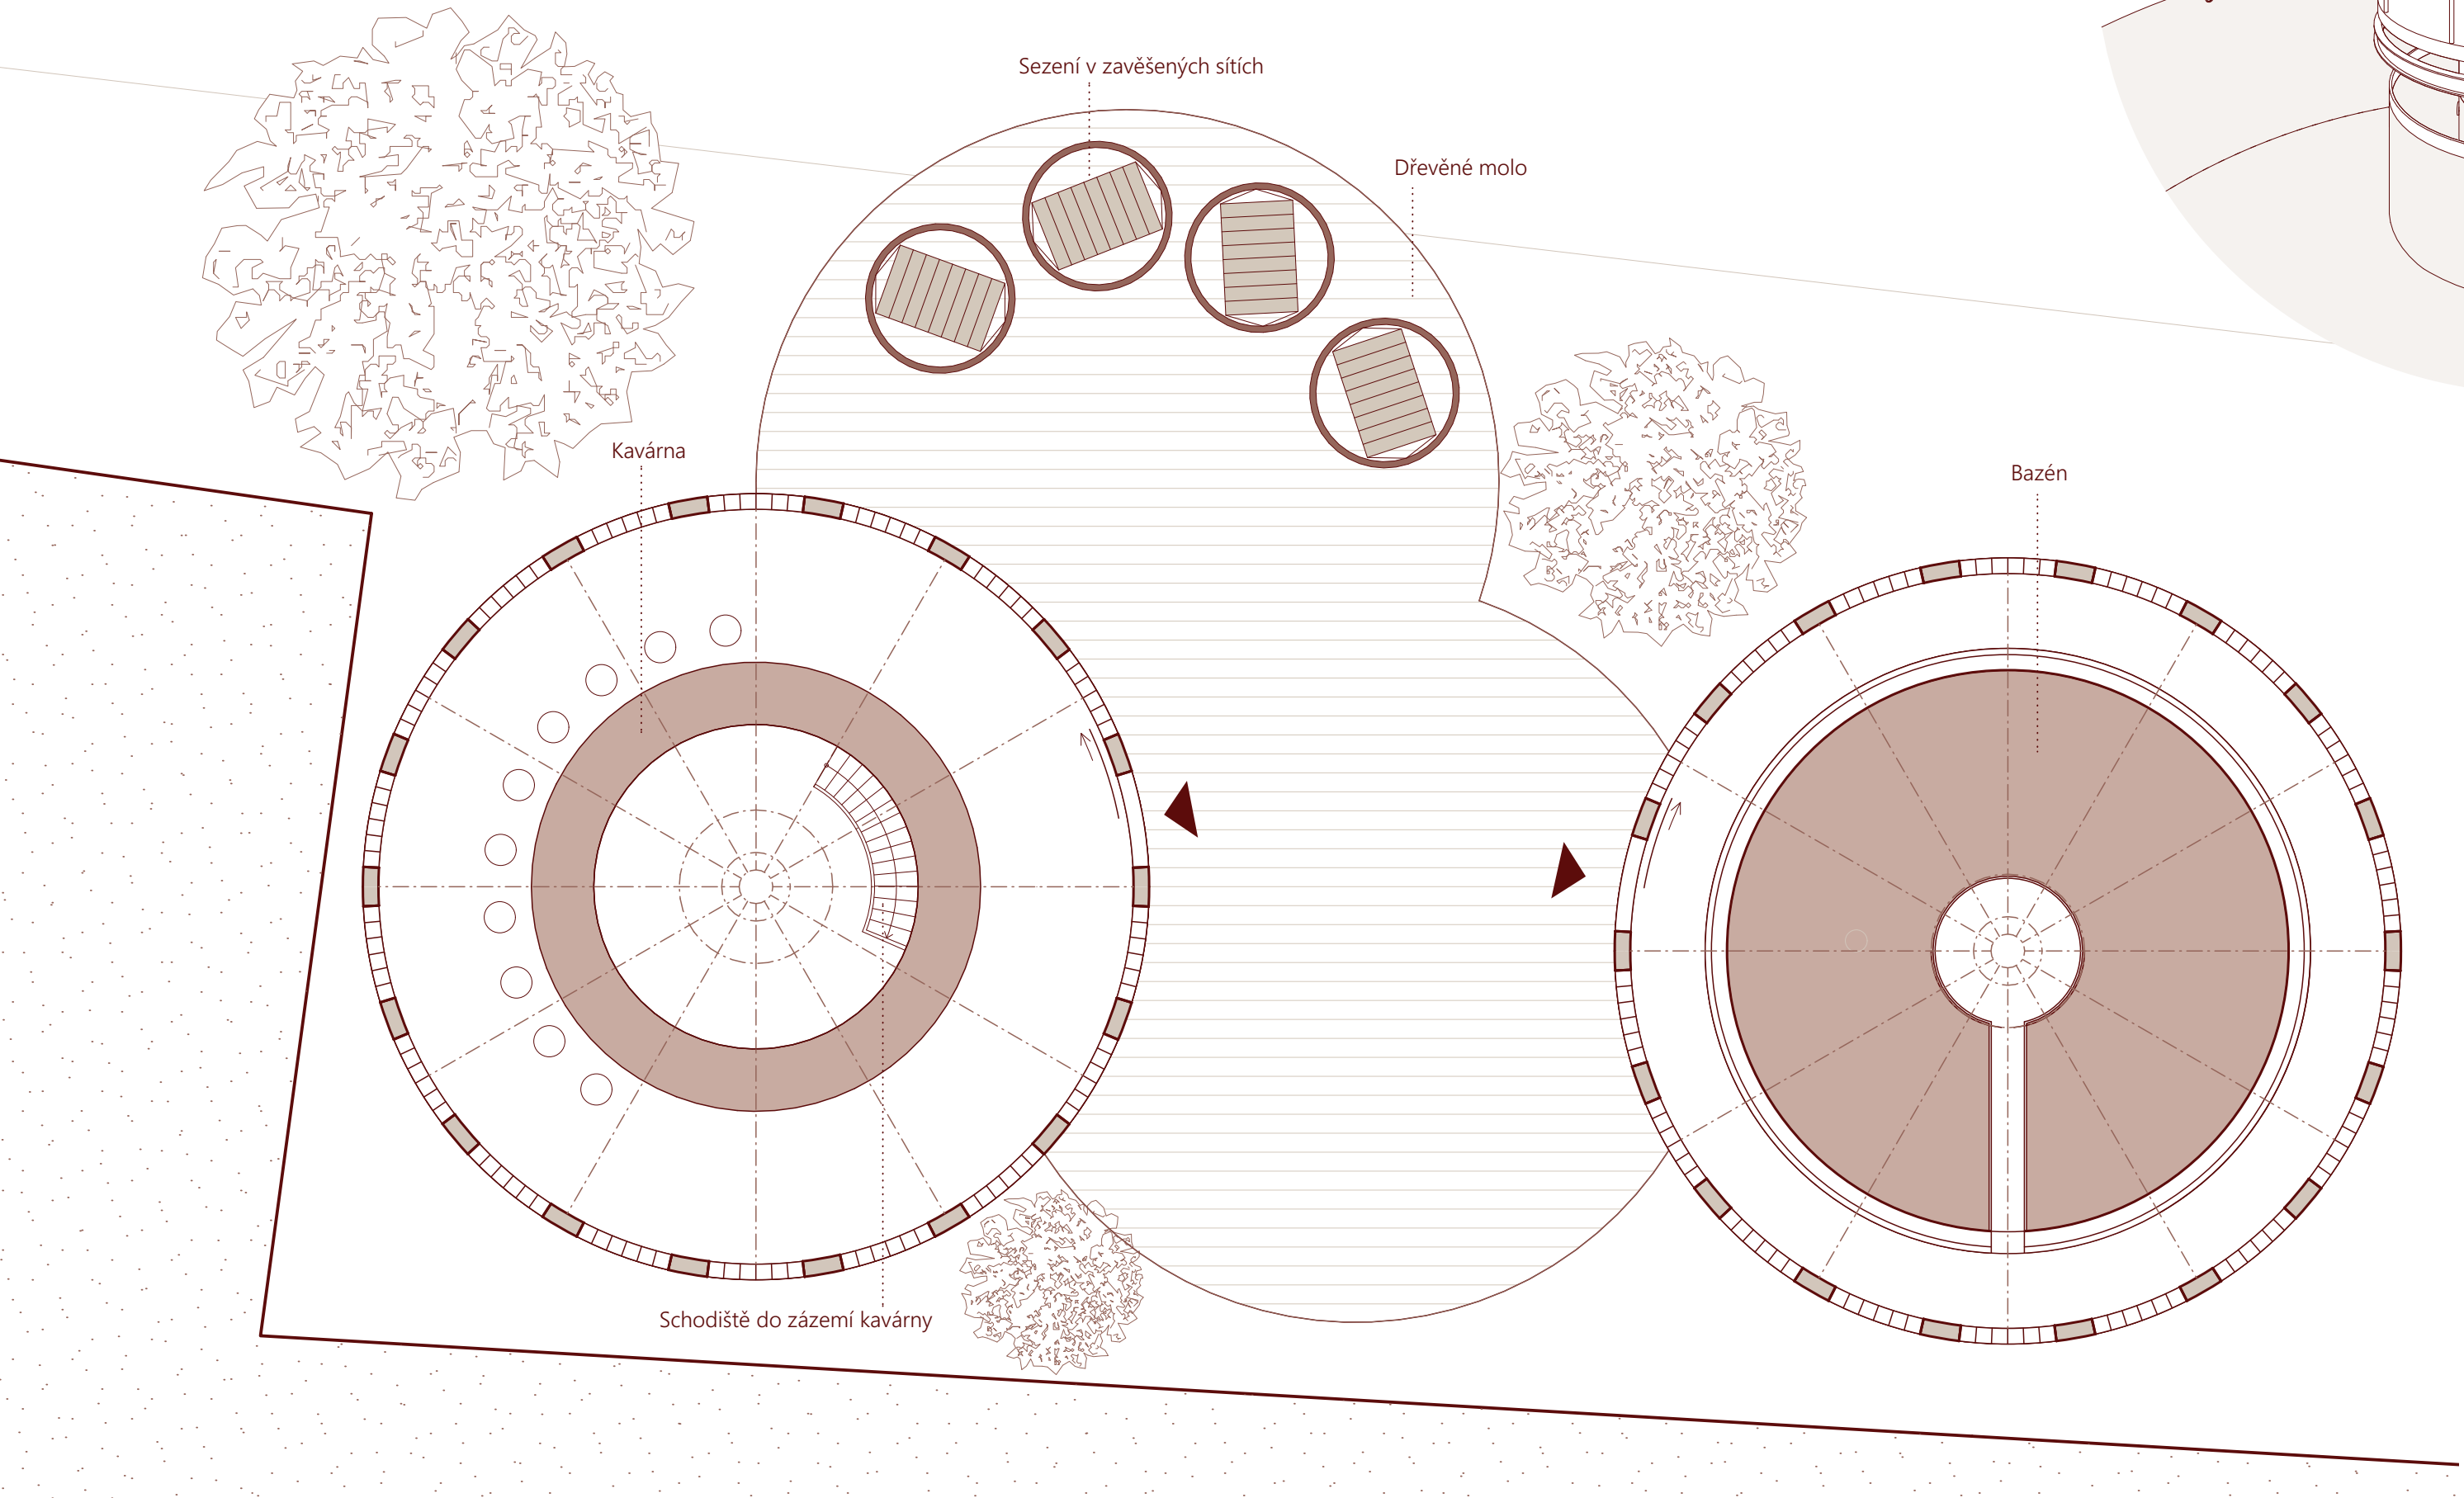 Sezení v zavěšených sítích
Dřevěné molo
Kavárna
Bazén
Schodiště do zázemí kavárny